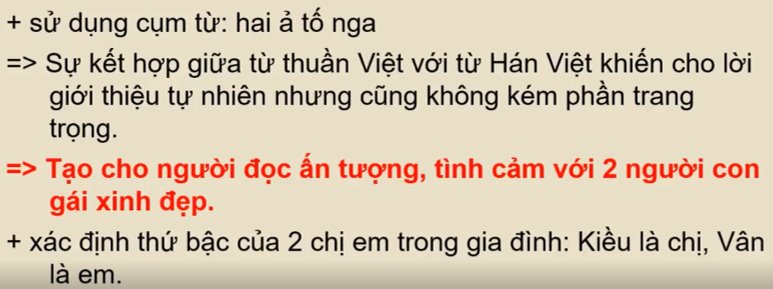 + sử dụng cụm từ: hai ả tố nga
=> Sự kết hợp giữa từ thuần Việt với từ Hán Việt khiến cho lời
giới thiệu tự nhiên nhưng cũng không kém phần trang
trọng.
=> Tạo cho người đọc ấn tượng, tình cảm với 2 người con
gái xinh đẹp.
+ xác định thứ bậc của 2 chị em trong gia đình: Kiều là chị, Vân
là em.